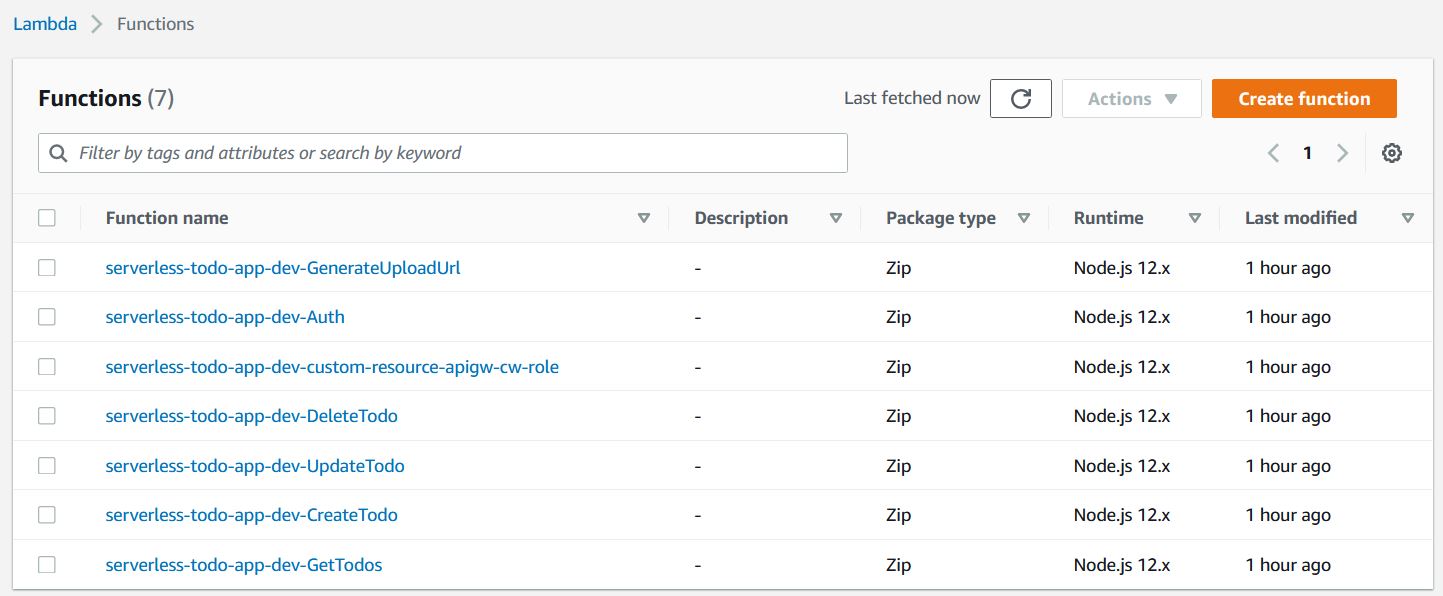 Lambda > Functions
Functions (7) Last fetched now Actions Create function
Filter by tags and attributes or search by keyword 1
Function name Description Package type Runtime Last modified
serverless-todo-app-dev-GenerateUploadUrl - Zip Node.js 12.x 1 hour ago
serverless-todo-app-dev-Auth - Zip Node.js 12.x 1 hour ago
serverless-todo-app-dev-custom-resource-apigw-cw-role - Zip Node.js 12.x 1 hour ago
serverless-todo-app-dev-DeleteTodo - Zip Node.js 12.x 1 hour ago
serverless-todo-app-dev-UpdateTodo - Zip Node.js 12.x 1 hour ago
serverless-todo-app-dev-CreateTodo - Zip Node.js 12.x 1 hour ago
serverless-todo-app-dev-GetTodos - Zip Node.js 12.x 1 hour ago